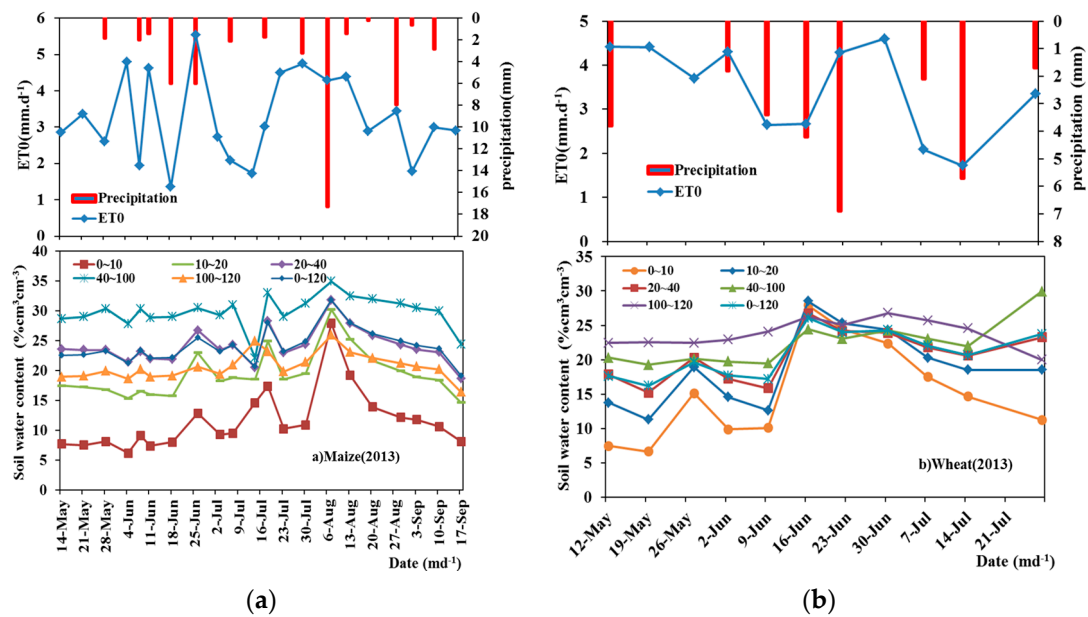 6
5
4
3
2
1
0
ET0(mm.d-1)
0
2
4
6
8
10
12
14
16
18
20
precipitation(mm)
Precipitation
ET0
5
4
3
2
1
0
ET0(mm.d-1)
0
1
2
3
4
5
6
7
8
precipitation (mm)
Precipitation
ET0
40
35
30
25
20
15
10
5
0
Soil water content (%cm3cm-3)
0~10 10~20 20~40
40~100 100~120 0~120
a)Maize(2013)
14-May
21-May
28-May
4-Jun
11-Jun
18-Jun
25-Jun
2-Jul
9-Jul
16-Jul
23-Jul
30-Jul
6-Aug
13-Aug
20-Aug
27-Aug
3-Sep
10-Sep
17-Sep
Date (md-1)
35
30
25
20
15
10
5
0
Soil water content (%cm3cm-3)
0~10 10~20
20~40 40~100
100~120 0~120
b)Wheat(2013)
12-May
19-May
26-May
2-Jun
9-Jun
16-Jun
23-Jun
30-Jun
7-Jul
14-Jul
21-Jul
Date (md-1)
(a)
(b)